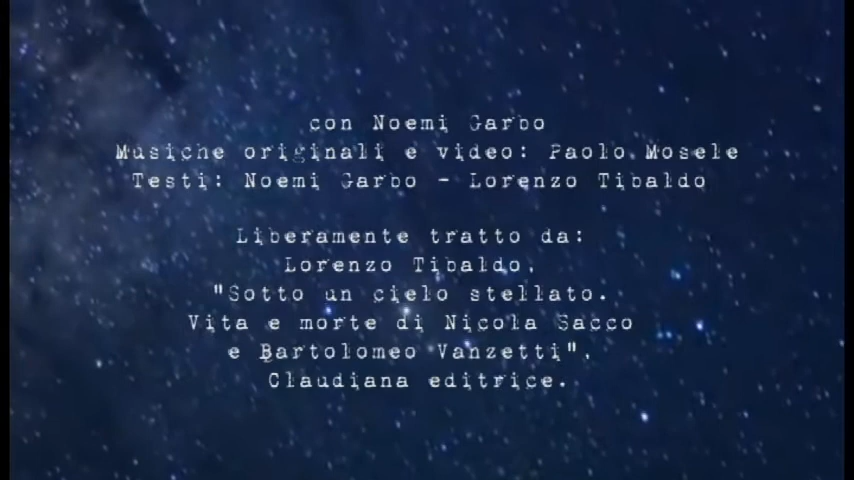 con Noemi Garbo
Musiche originali e video: Paolo Mosele
Testi: Noemi Garbo - Lorenzo Tibaldo
Liberamente tratto da:
Lorenzo Tibaldo,
"Sotto un cielo stellato.
Vita e morte di Nicola Sacco
e Bartolomeo Vanzetti",
Claudiana editrice.